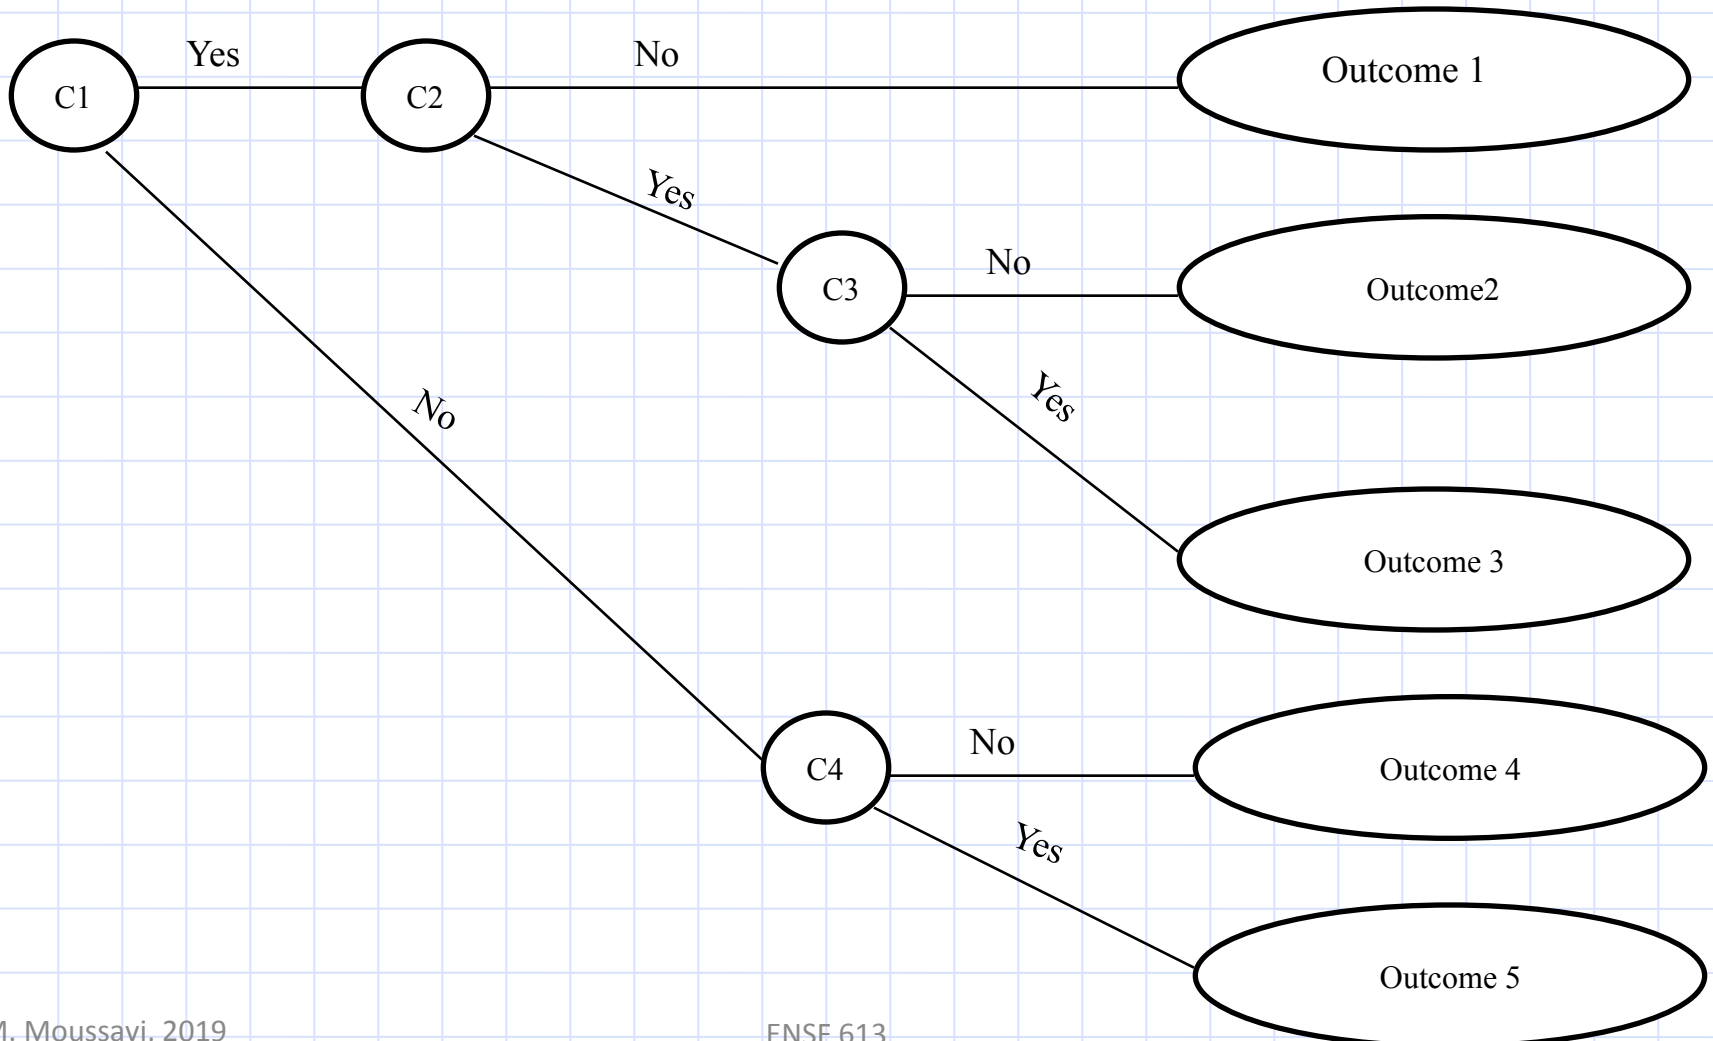 Yes
No
Outcome 1
C1
C2
Yes
No
C3
Outcome2
Yes
No
Outcome 3
No
C4
Outcome 4
Yes
Outcome 5
M. Moussavi, 2019
ENSF 613